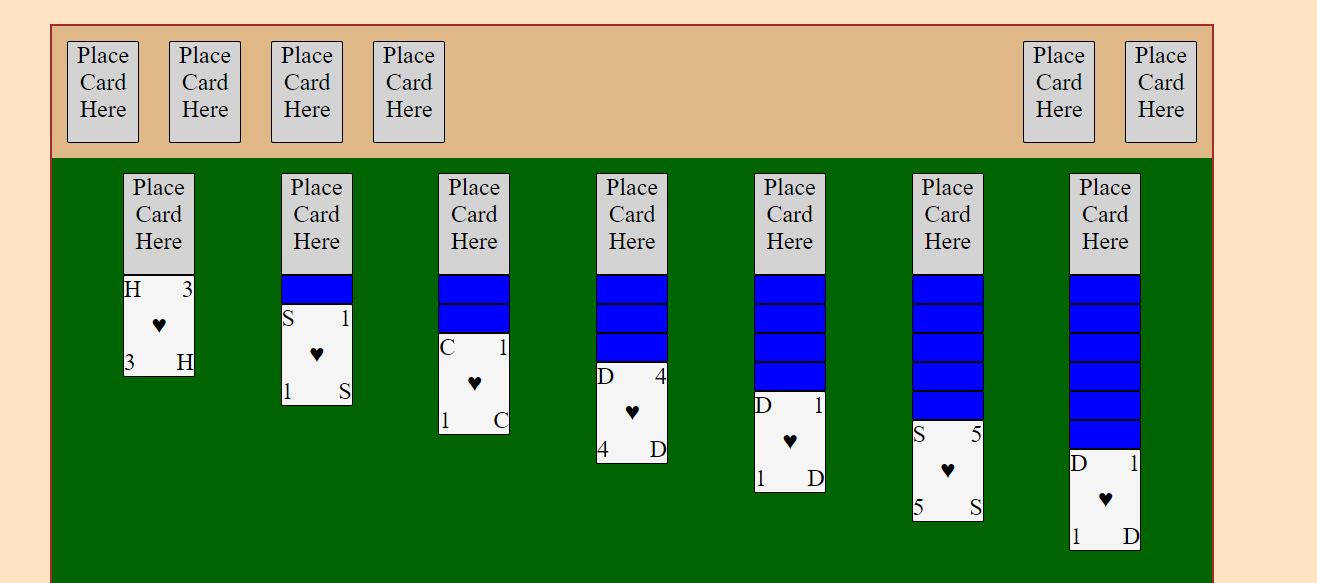 Place
Card
Here
Place
Card
Here
Place
Card
Here
Place
Card
Here
Place
Card
Here
Place
Card
Here
Place
Card
Here
Place
Card
Here
Place
Card
Here
Place
Card
Here
Place
Card
Here
Place
Card
Here
Place
Card
Here
H 3
♥
3 H
S 1
♥
1 S
C 1
♥
1 C
D 4
♥
4 D
D 1
♥
1 D
S 5
♥
5 S
D 1
♥
1 D